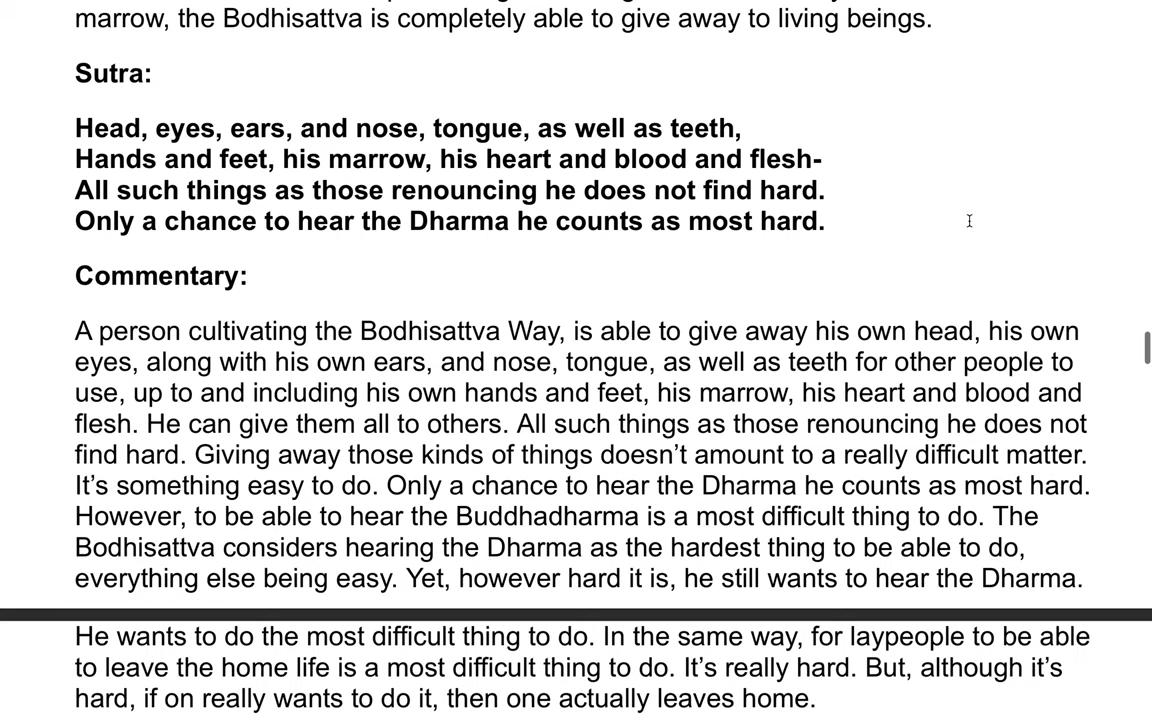 marrow, the Bodhisattva is completely able to give away to living beings.
Sutra:
Head, eyes, ears, and nose, tongue, as well as teeth,
Hands and feet, his marrow, his heart and blood and flesh-
All such things as those renouncing he does not find hard.
Only a chance to hear the Dharma he counts as most hard.
Commentary:
A person cultivating the Bodhisattva Way, is able to give away his own head, his own
eyes, along with his own ears, and nose, tongue, as well as teeth for other people to
use, up to and including his own hands and feet, his marrow, his heart and blood and
flesh. He can give them all to others. All such things as those renouncing he does not
find hard. Giving away those kinds of things doesn’t amount to a really difficult matter.
It’s something easy to do. Only a chance to hear the Dharma he counts as most hard.
However, to be able to hear the Buddhadharma is a most difficult thing to do. The
Bodhisattva considers hearing the Dharma as the hardest thing to be able to do,
everything else being easy. Yet, however hard it is, he still wants to hear the Dharma.
He wants to do the most difficult thing to do. In the same way, for laypeople to be able
to leave the home life is a most difficult thing to do. It’s really hard. But, although it’s
hard, if on really wants to do it, then one actually leaves home.